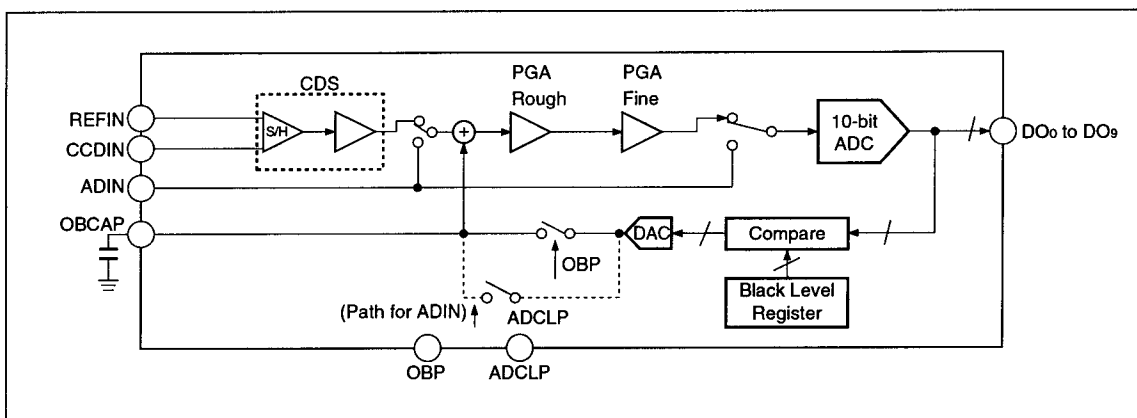 CDS
PGA
Rough
PGA
Fine
REFIN
S/H
CCDIN
10-bit
ADC
DO0 to DO9
ADIN
OBCAP
DAC
Compare
OBP
Black Level
Register
(Path for ADIN)
ADCLP
OBP
ADCLP